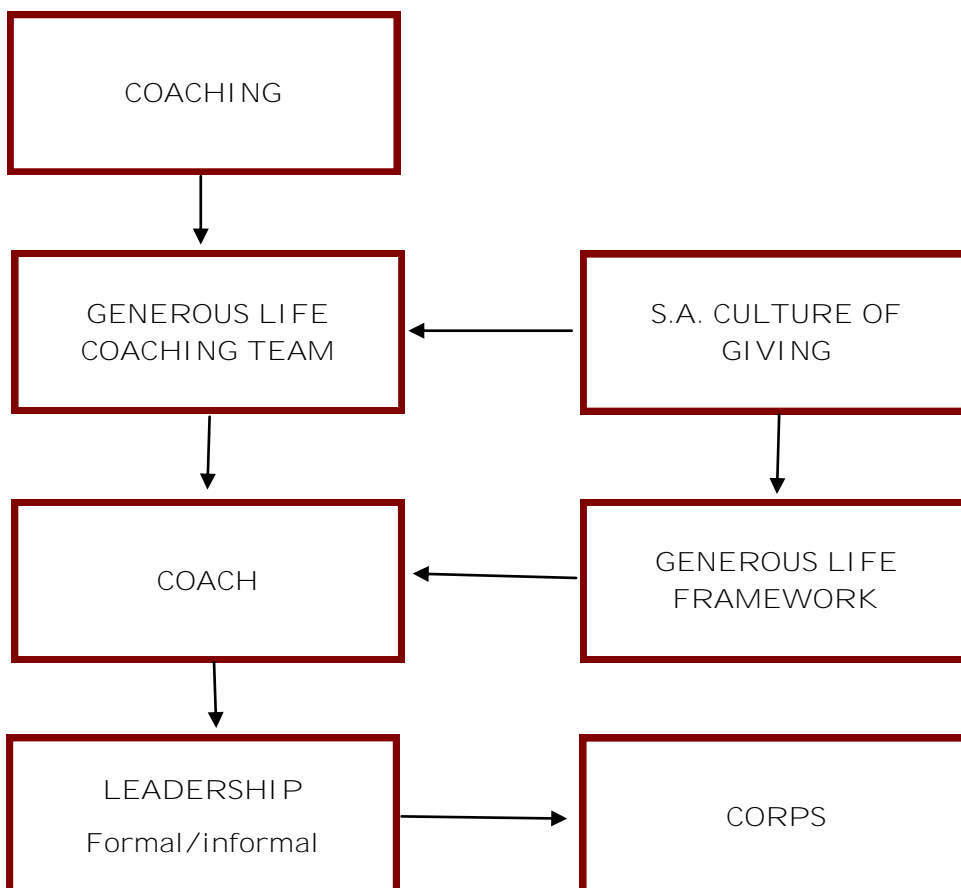 COACHING
GENEROUS LIFE
COACHING TEAM
S.A. CULTURE OF
GIVING
COACH
GENEROUS LIFE
FRAMEWORK
LEADERSHIP
Formal/informal
CORPS